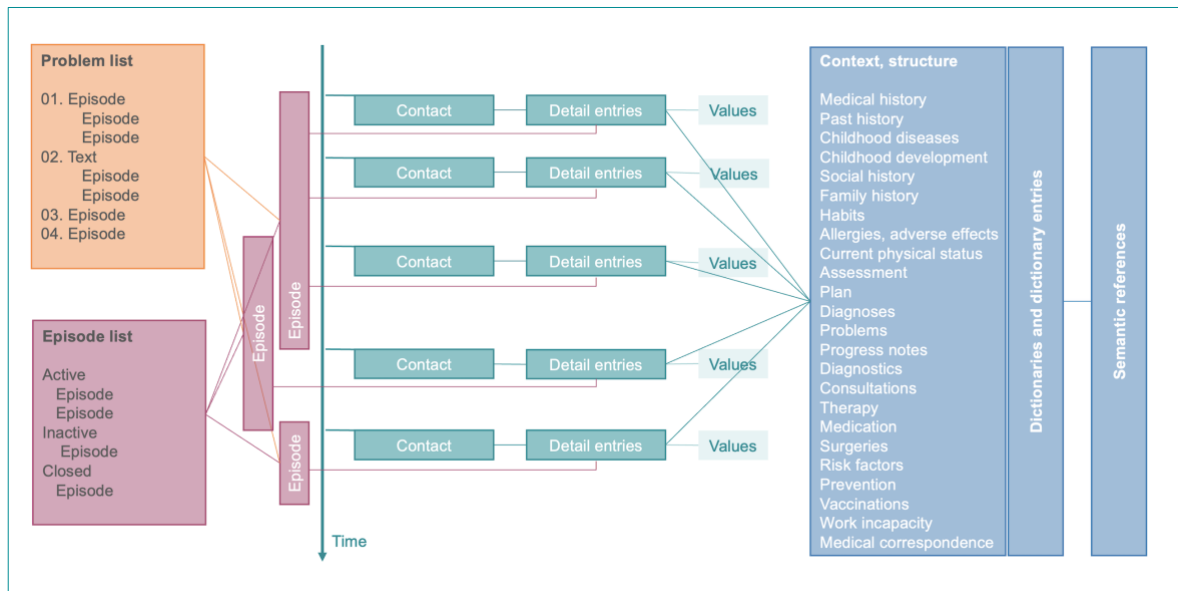 Problem list
01. Episode
Episode
Episode
02. Text
Episode
Episode
03. Episode
04. Episode
Episode list
Active
Episode
Episode
Inactive
Episode
Closed
Episode
Episode
Episode
Episode
Contact
Detail entries
Values
Contact
Detail entries
Values
Contact
Detail entries
Values
Contact
Detail entries
Values
Contact
Detail entries
Values
Time
Context, structure
Medical history
Past history
Childhood diseases
Childhood development
Social history
Family history
Habits
Allergies, adverse effects
Current physical status
Assessment
Plan
Diagnoses
Problems
Progress notes
Diagnostics
Consultations
Therapy
Medication
Surgeries
Risk factors
Prevention
Vaccinations
Work incapacity
Medical correspondence
Dictionaries and dictionary entries
Semantic references